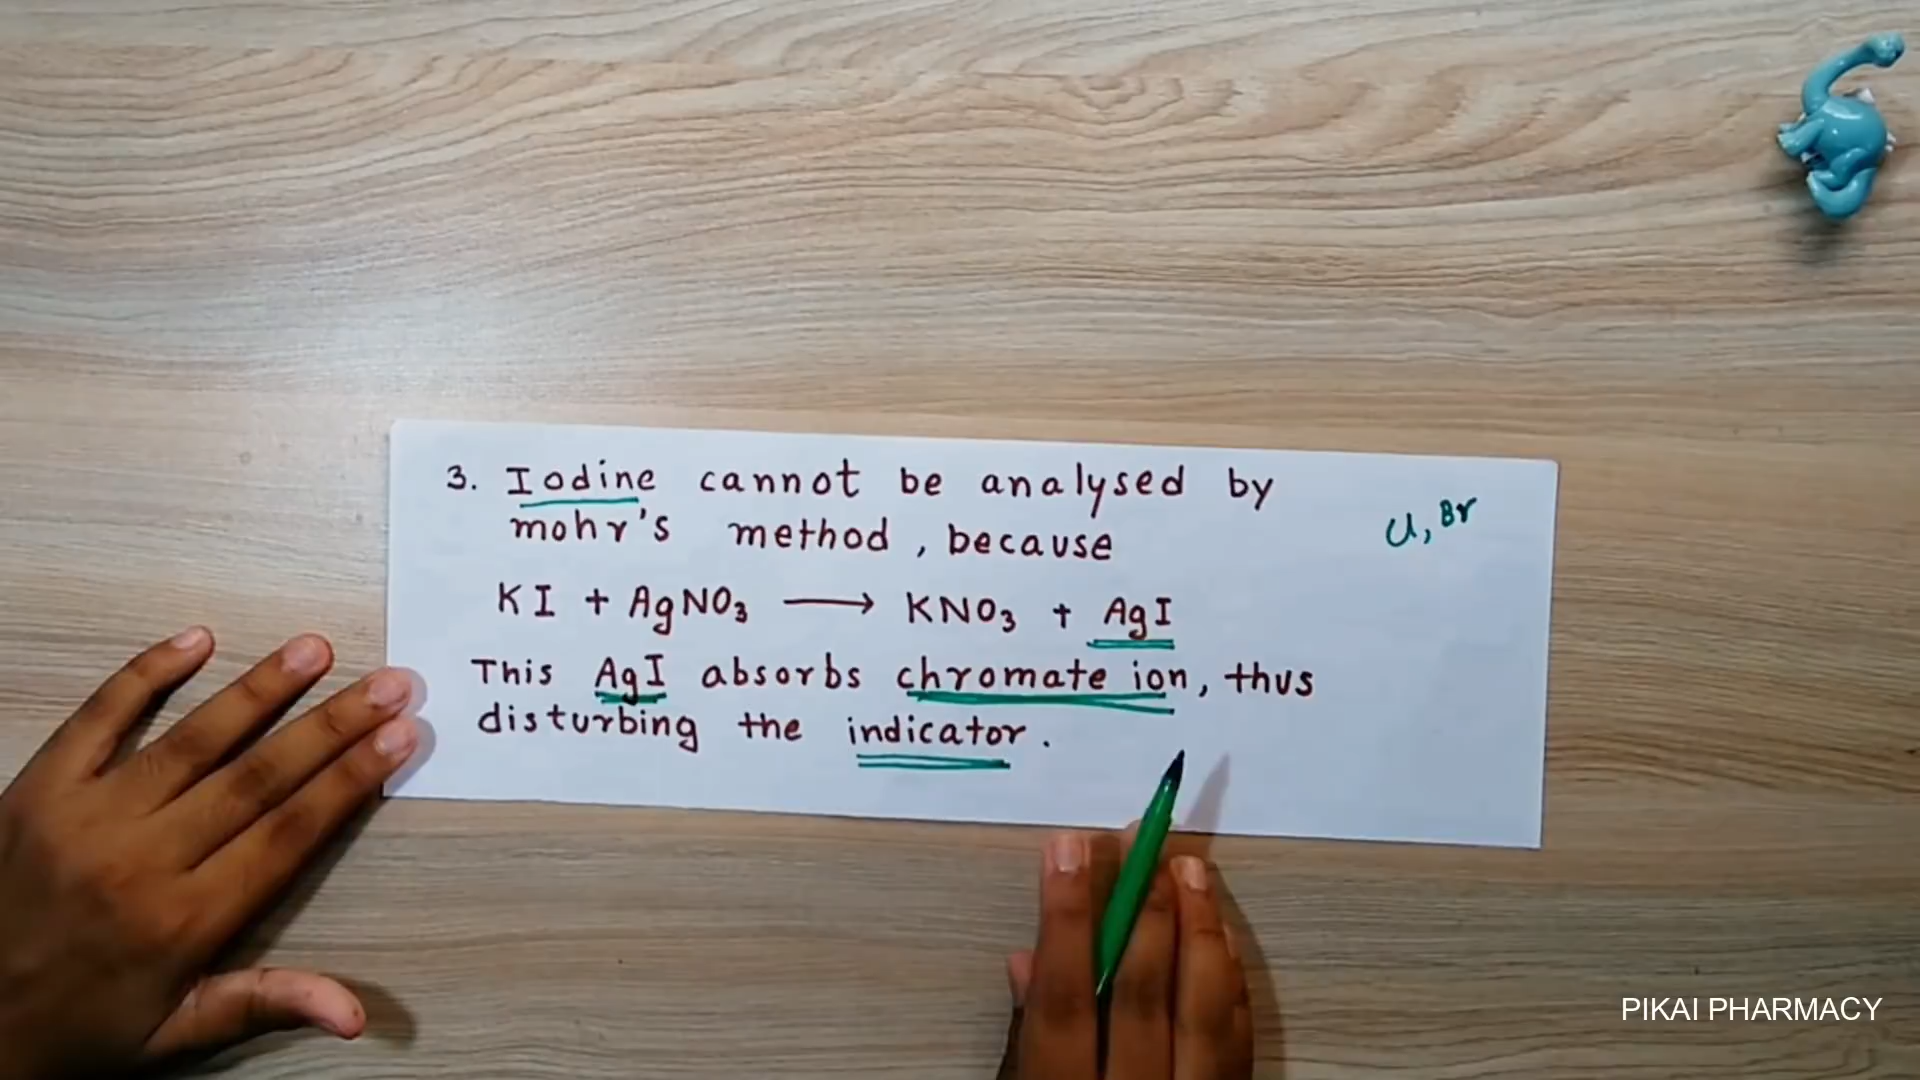 3. Iodine cannot be analysed by
mohr's method, because
Cl, Br
KI + AgNO₃ ⟶ KNO₃ + AgI
This AgI absorbs chromate ion, thus
disturbing the indicator.
PIKAI PHARMACY